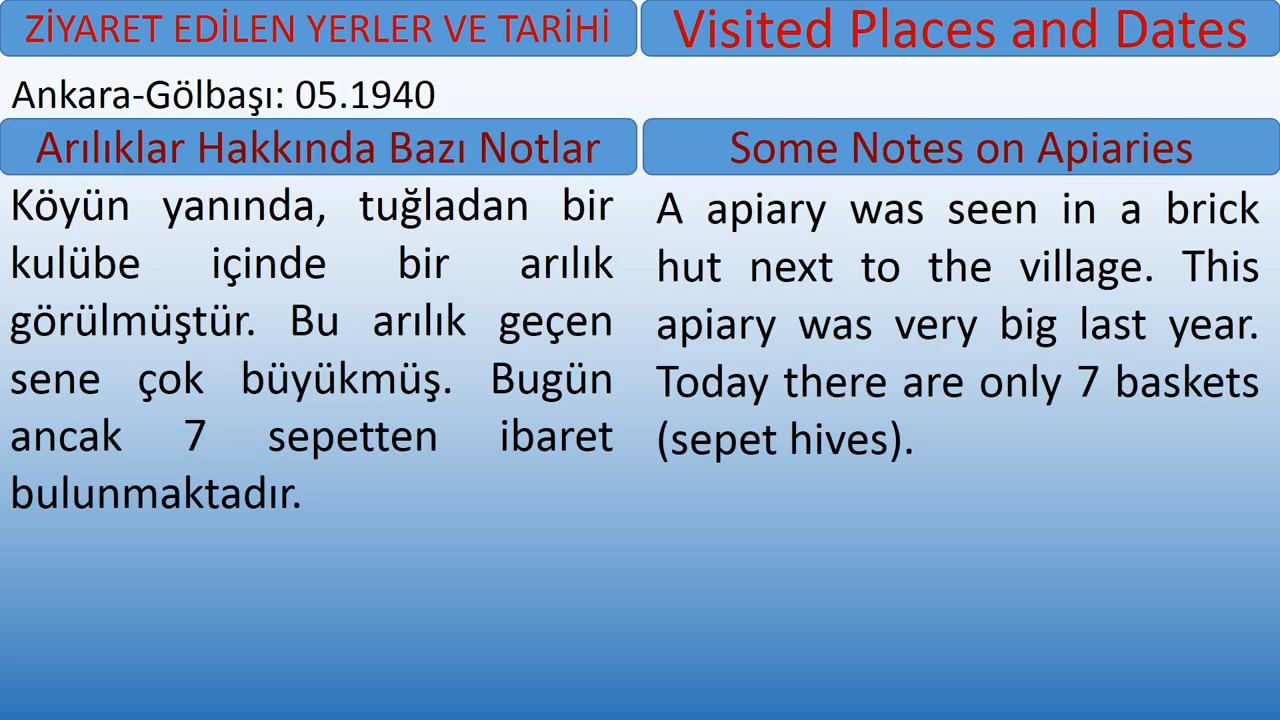 ZİYARET EDİLEN YERLER VE TARİHİ
Visited Places and Dates
Ankara-Gölbaşı: 05.1940
Arılıklar Hakkında Bazı Notlar
Köyün yanında, tuğladan bir
kulübe içinde bir arılık
görülmüştür. Bu arılık geçen
sene çok büyükmüş. Bugün
ancak 7 sepetten ibaret
bulunmaktadır.
Some Notes on Apiaries
A apiary was seen in a brick
hut next to the village. This
apiary was very big last year.
Today there are only 7 baskets
(sepet hives).